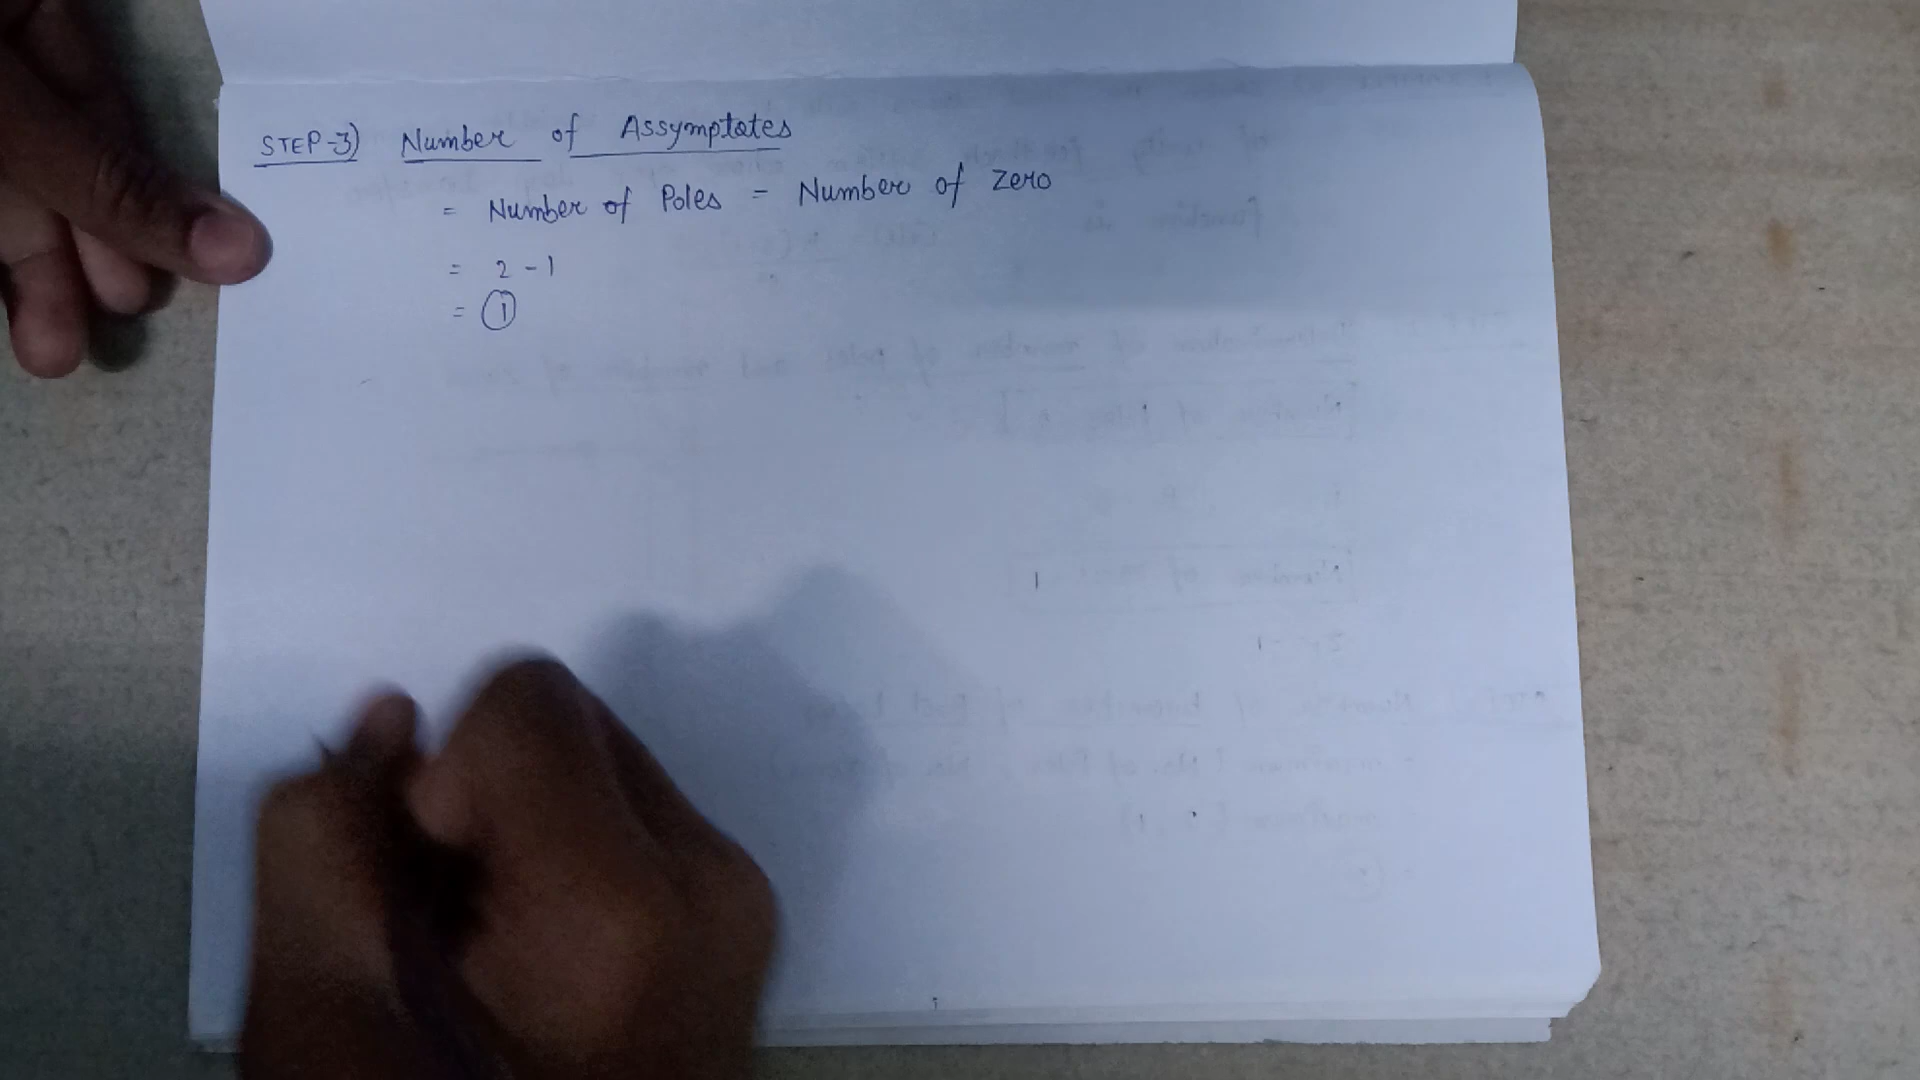 STEP-3) Number of Assymptotes
= Number of Poles = Number of Zero
= 2 - 1
= 1